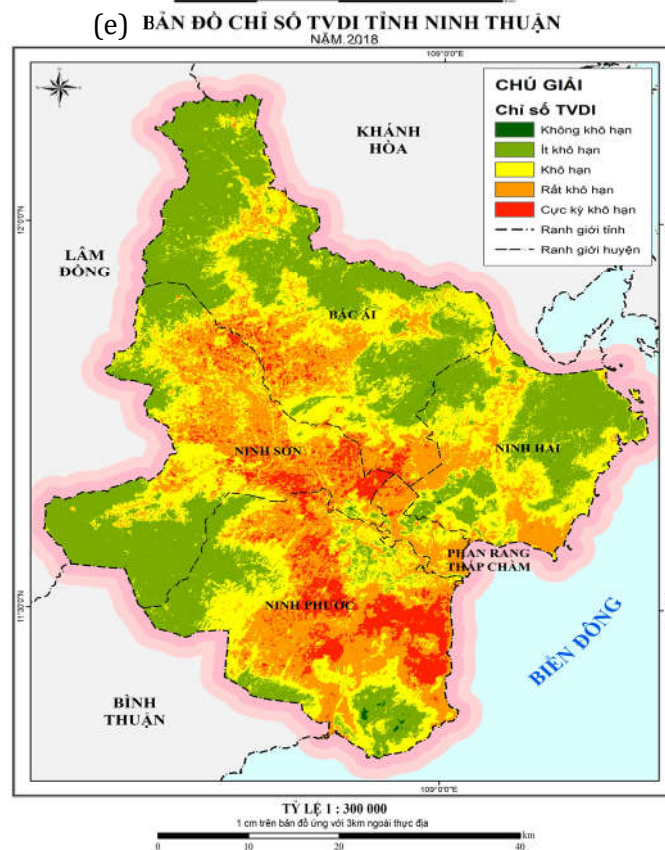 (e) BẢN ĐỒ CHỈ SỐ TVDI TỈNH NINH THUẬN
NĂM 2018
109°0'0"E
CHÚ GIẢI
Chỉ số TVDI
Không khô hạn
Ít khô hạn
Khô hạn
Rất khô hạn
Cực kỳ khô hạn
Ranh giới tỉnh
Ranh giới huyện
KHÁNH
HÒA
12°0'0"N
LÂM
ĐỒNG
BÁC ÁI
NINH SƠN
NINH HẢI
PHAN RANG
THÁP CHÀM
NINH PHƯỚC
11°30'0"N
BIỂN ĐÔNG
BÌNH
THUẬN
109°0'0"E
TỶ LỆ 1 : 300 000
1 cm trên bản đồ ứng với 3km ngoài thực địa
km
0 10 20 40